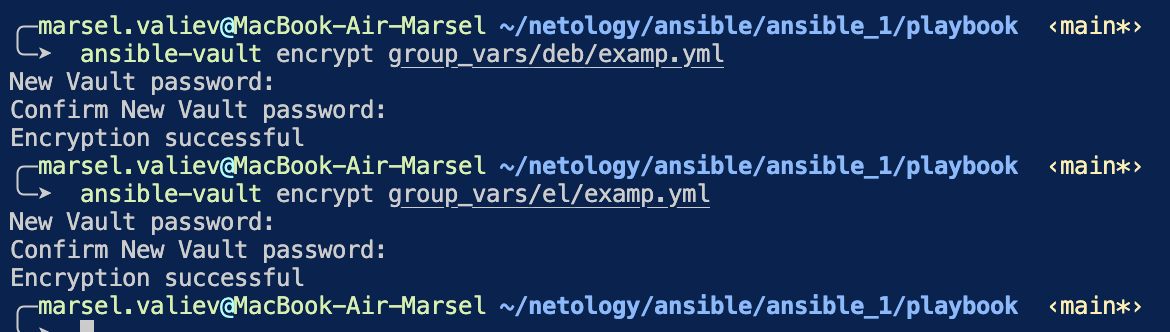 marsel.valiev@MacBook-Air-Marsel ~/netology/ansible/ansible_1/playbook ‹main*›
➤ ansible-vault encrypt group_vars/deb/examp.yml
New Vault password:
Confirm New Vault password:
Encryption successful
marsel.valiev@MacBook-Air-Marsel ~/netology/ansible/ansible_1/playbook ‹main*›
➤ ansible-vault encrypt group_vars/el/examp.yml
New Vault password:
Confirm New Vault password:
Encryption successful
marsel.valiev@MacBook-Air-Marsel ~/netology/ansible/ansible_1/playbook ‹main*›